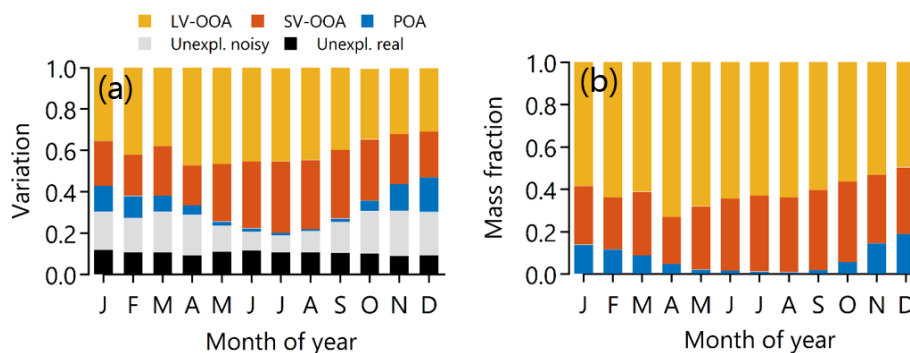 LV-OOA SV-OOA POA
Unexpl. noisy Unexpl. real
(a)
Variation
1.0
0.8
0.6
0.4
0.2
0.0
J F M A M J J A S O N D
Month of year
(b)
Mass fraction
1.0
0.8
0.6
0.4
0.2
0.0
J F M A M J J A S O N D
Month of year